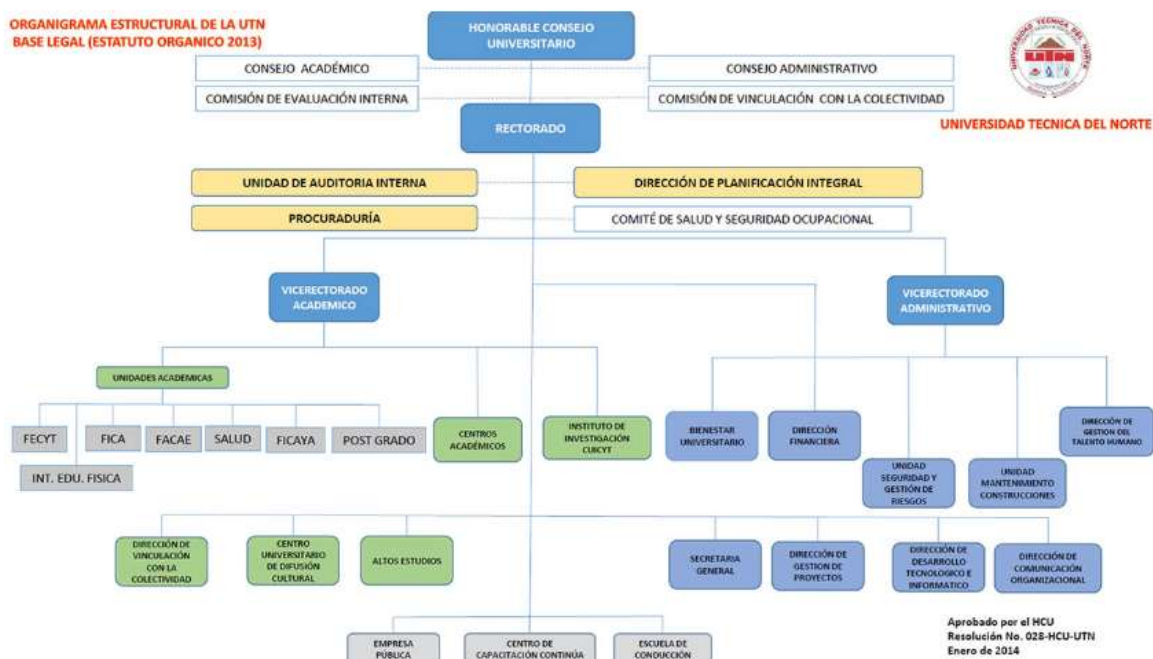 ORGANIGRAMA ESTRUCTURAL DE LA UTN
BASE LEGAL (ESTATUTO ORGANICO 2013)
HONORABLE CONSEJO
UNIVERSITARIO
CONSEJO ACADÉMICO
CONSEJO ADMINISTRATIVO
COMISIÓN DE EVALUACIÓN INTERNA
COMISIÓN DE VINCULACIÓN CON LA COLECTIVIDAD
UNIVERSIDAD TECNICA DEL NORTE
UTN
UNIVERSIDAD TECNICA DEL NORTE
RECTORADO
UNIDAD DE AUDITORIA INTERNA
DIRECCIÓN DE PLANIFICACIÓN INTEGRAL
PROCURADURÍA
COMITÉ DE SALUD Y SEGURIDAD OCUPACIONAL
VICERECTORADO
ACADEMICO
VICERECTORADO
ADMINISTRATIVO
UNIDADES ACADEMICAS
FECYT
FICA
FACAE
SALUD
FICAYA
POST GRADO
INT. EDU. FISICA
CENTROS
ACADÉMICOS
INSTITUTO DE
INVESTIGACIÓN
CUICYT
BIENESTAR
UNIVERSITARIO
DIRECCIÓN
FINANCIERA
DIRECCIÓN DE
GESTION DEL
TALENTO HUMANO
UNIDAD
SEGURIDAD Y
GESTIÓN DE
RIESGOS
UNIDAD
MANTENIMIENTO
CONSTRUCCIONES
DIRECCIÓN DE
VINCULACIÓN
CON LA
COLECTIVIDAD
CENTRO
UNIVERSITARIO
DE DIFUSIÓN
CULTURAL
ALTOS ESTUDIOS
SECRETARIA
GENERAL
DIRECCIÓN DE
GESTION DE
PROYECTOS
DIRECCIÓN DE
DESARROLLO
TECNOLOGICO E
INFORMATICO
DIRECCIÓN DE
COMUNICACIÓN
ORGANIZACIONAL
EMPRESA
PÚBLICA
CENTRO DE
CAPACITACIÓN CONTINÚA
ESCUELA DE
CONDUCCIÓN
Aprobado por el HCU
Resolución No. 028-HCU-UTN
Enero de 2014